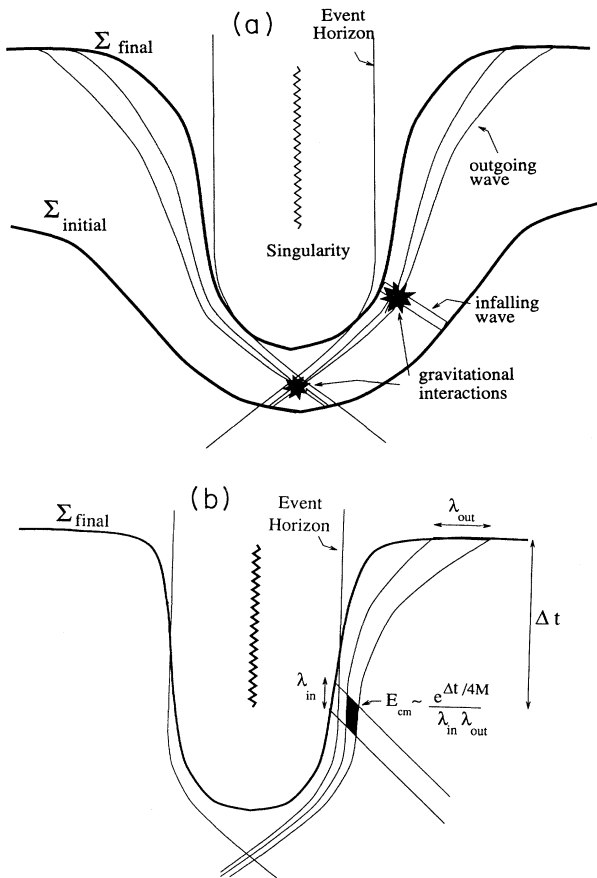 (a)
Σ final
Event
Horizon
outgoing
wave
Σ initial
Singularity
infalling
wave
gravitational
interactions
(b)
Σ final
Event
Horizon
λ out
Δ t
λ in
E cm ~ e^Δt/4M / λ in λ out